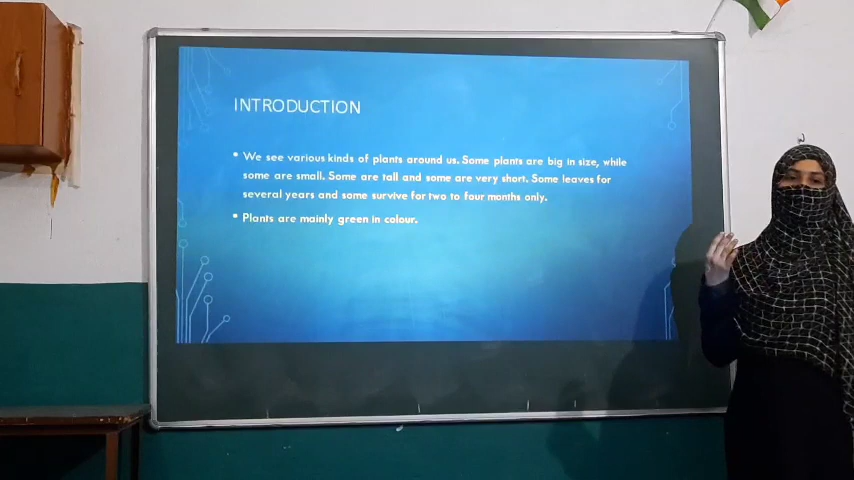 INTRODUCTION
▪ We see various kinds of plants around us. Some plants are big in size, while
some are small. Some are tall and some are very short. Some leaves for
several years and some survive for two to four months only.
▪ Plants are mainly green in colour.